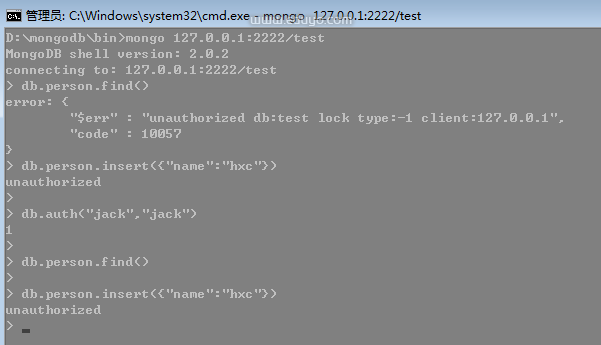 管理员: C:\Windows\system32\cmd.exe - mongo 127.0.0.1:2222/test
D:\mongodb\bin>mongo 127.0.0.1:2222/test
MongoDB shell version: 2.0.2
connecting to: 127.0.0.1:2222/test
> db.person.find()
error: {
        "$err" : "unauthorized db:test lock type:-1 client:127.0.0.1",
        "code" : 10057
}
> db.person.insert({"name":"hxc"})
unauthorized
>
> db.auth("jack","jack")
1
>
> db.person.find()
>
> db.person.insert({"name":"hxc"})
unauthorized
>